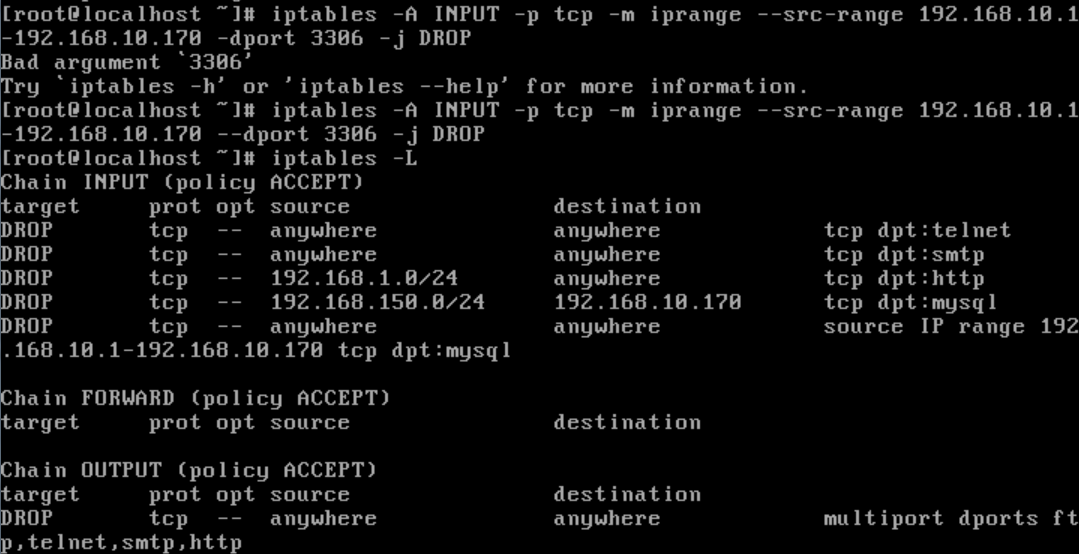 [root@localhost ~]# iptables -A INPUT -p tcp -m iprange --src-range 192.168.10.1
-192.168.10.170 -dport 3306 -j DROP
Bad argument `3306'
Try `iptables -h' or 'iptables --help' for more information.
[root@localhost ~]# iptables -A INPUT -p tcp -m iprange --src-range 192.168.10.1
-192.168.10.170 --dport 3306 -j DROP
[root@localhost ~]# iptables -L
Chain INPUT (policy ACCEPT)
target     prot opt source               destination
DROP       tcp  --  anywhere             anywhere            tcp dpt:telnet
DROP       tcp  --  anywhere             anywhere            tcp dpt:smtp
DROP       tcp  --  192.168.1.0/24       anywhere            tcp dpt:http
DROP       tcp  --  192.168.150.0/24     192.168.10.170      tcp dpt:mysql
DROP       tcp  --  anywhere             anywhere            source IP range 192
.168.10.1-192.168.10.170 tcp dpt:mysql
Chain FORWARD (policy ACCEPT)
target     prot opt source               destination
Chain OUTPUT (policy ACCEPT)
target     prot opt source               destination
DROP       tcp  --  anywhere             anywhere            multiport dports ft
p,telnet,smtp,http